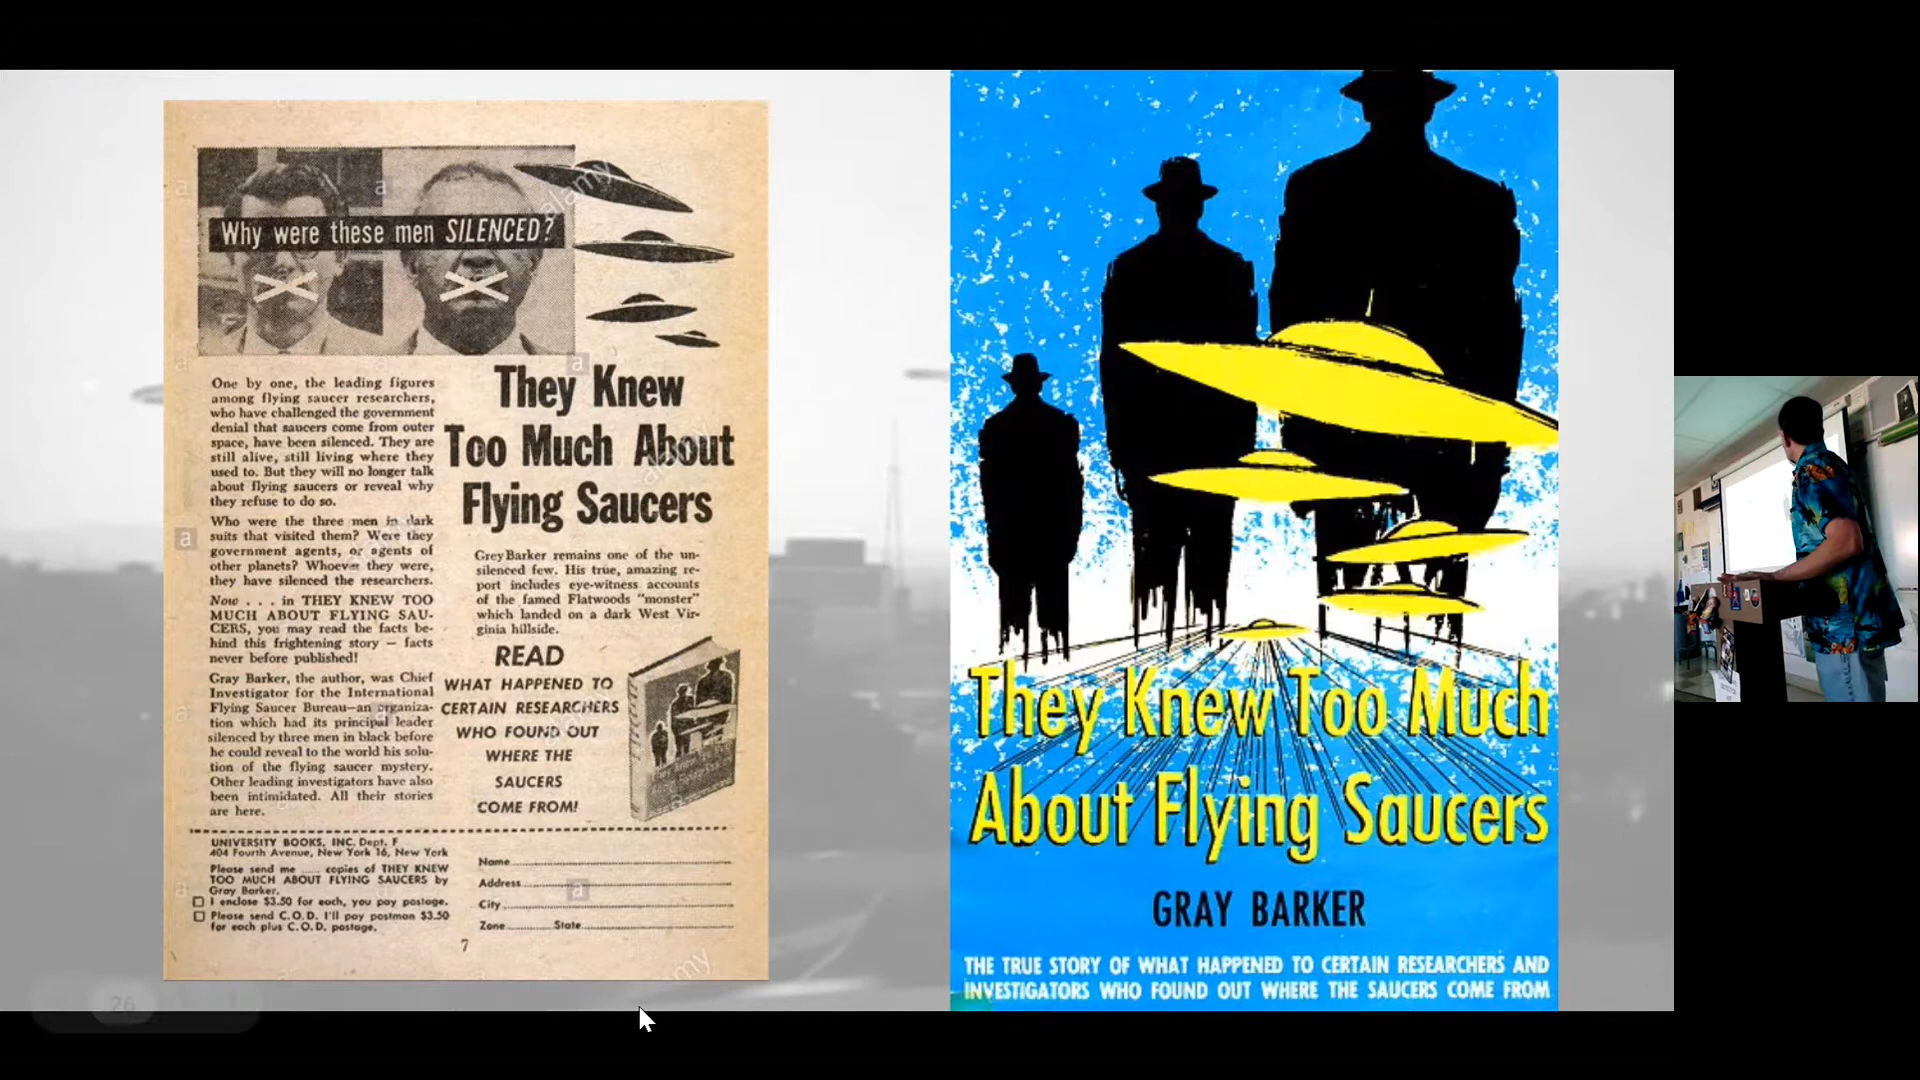 Why were these men SILENCED?
One by one, the leading figures
among flying saucer researchers,
who have challenged the government
denial that saucers come from outer
space, have been silenced. They are
still alive, still living where they
used to. But they will no longer talk
about flying saucers or reveal why
they refuse to do so.
Who were the three men in dark
suits that visited them? Were they
government agents, or agents of
other planets? Whoever they were,
they have silenced the researchers.
Now . . . in THEY KNEW TOO
MUCH ABOUT FLYING SAU-
CERS, you may read the facts be-
hind this frightening story — facts
never before published!
Gray Barker, the author, was Chief
Investigator for the International
Flying Saucer Bureau—an organiza-
tion which had its principal leader
silenced by three men in black before
he could reveal to the world his solu-
tion of the flying saucer mystery.
Other leading investigators have also
been intimidated. All their stories
are here.
They Knew
Too Much About
Flying Saucers
Grey Barker remains one of the un-
silenced few. His true, amazing re-
port includes eye-witness accounts
of the famed Flatwoods "monster"
which landed on a dark West Vir-
ginia hillside.
READ
WHAT HAPPENED TO
CERTAIN RESEARCHERS
WHO FOUND OUT
WHERE THE
SAUCERS
COME FROM!
UNIVERSITY BOOKS, INC. Dept. F
404 Fourth Avenue, New York 16, New York
Please send me ...... copies of THEY KNEW
TOO MUCH ABOUT FLYING SAUCERS by
Gray Barker.
I enclose $3.50 for each, you pay postage.
Please send C.O.D. I'll pay postman $3.50
for each plus C.O.D. postage.
Name
Address
City
Zone State
7
alamy
26
They Knew Too Much
About Flying Saucers
GRAY BARKER
THE TRUE STORY OF WHAT HAPPENED TO CERTAIN RESEARCHERS AND
INVESTIGATORS WHO FOUND OUT WHERE THE SAUCERS COME FROM